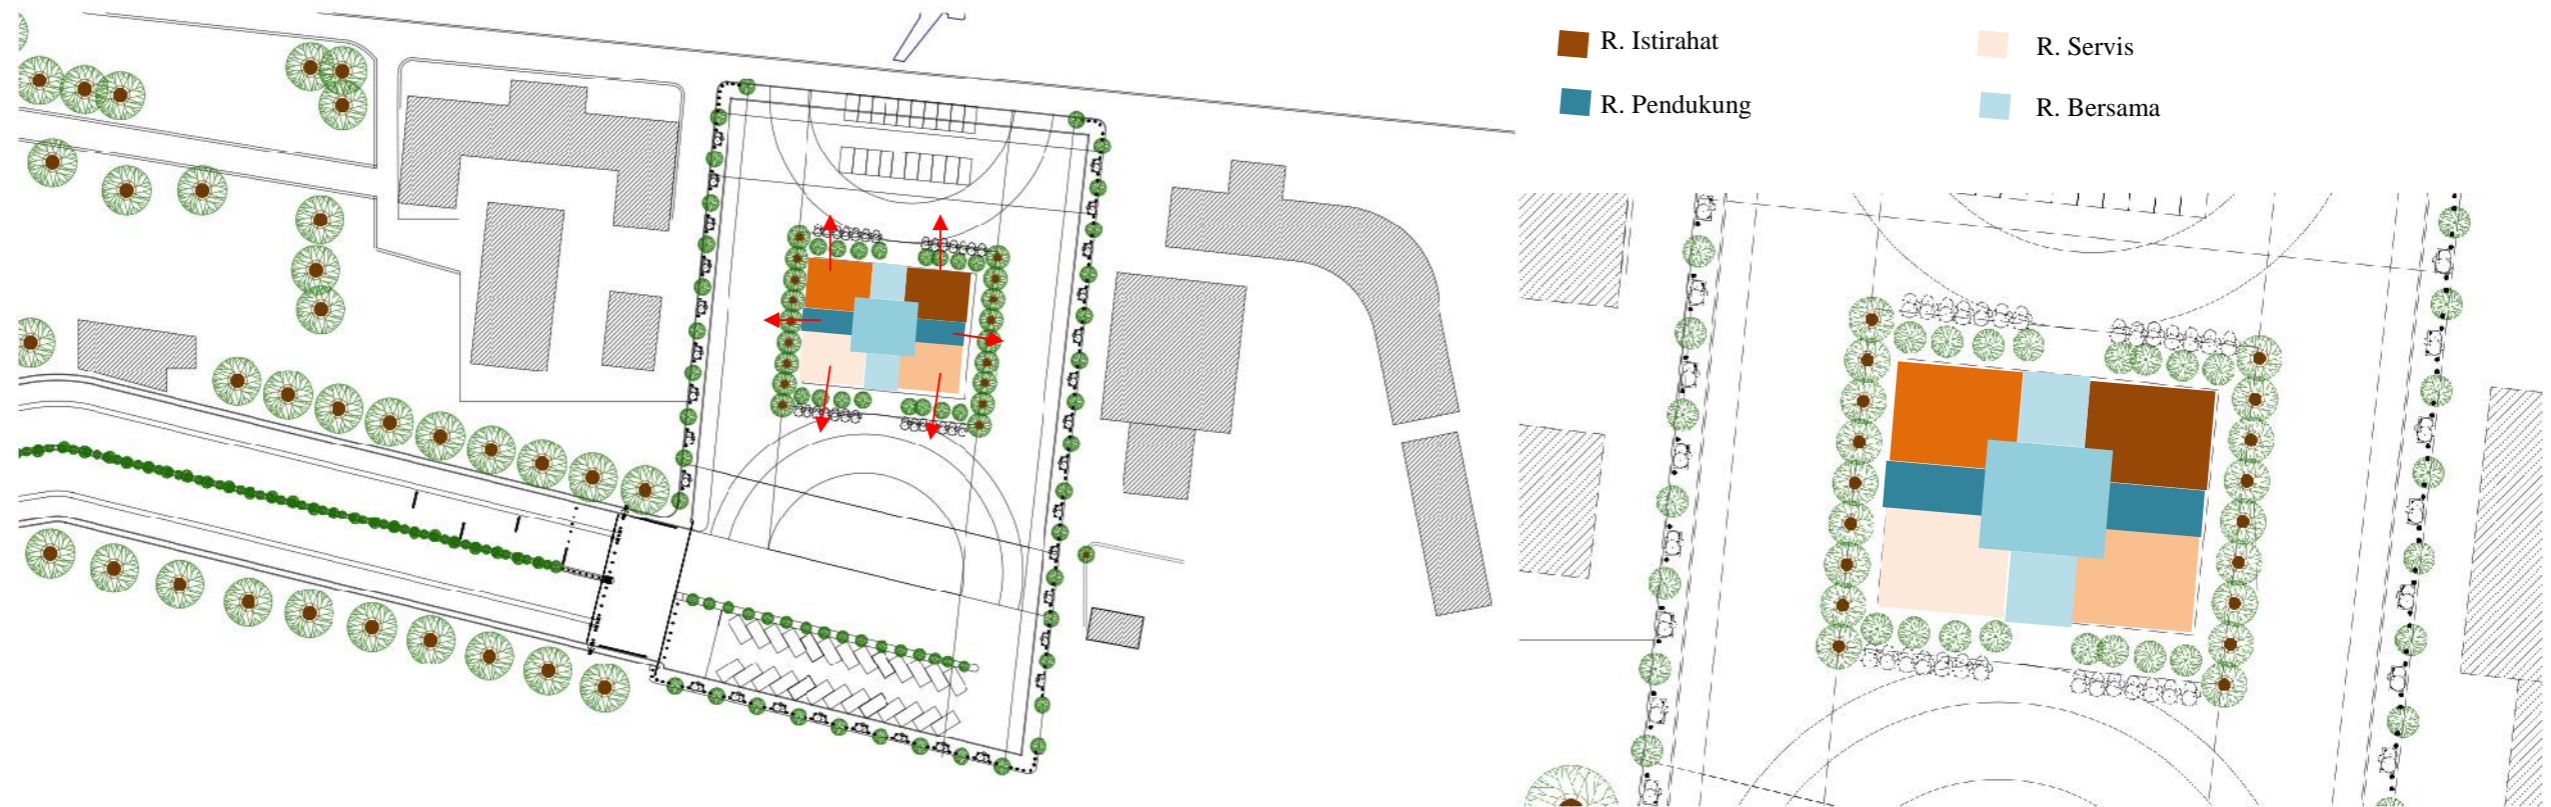 R. Istirahat
R. Servis
R. Pendukung
R. Bersama